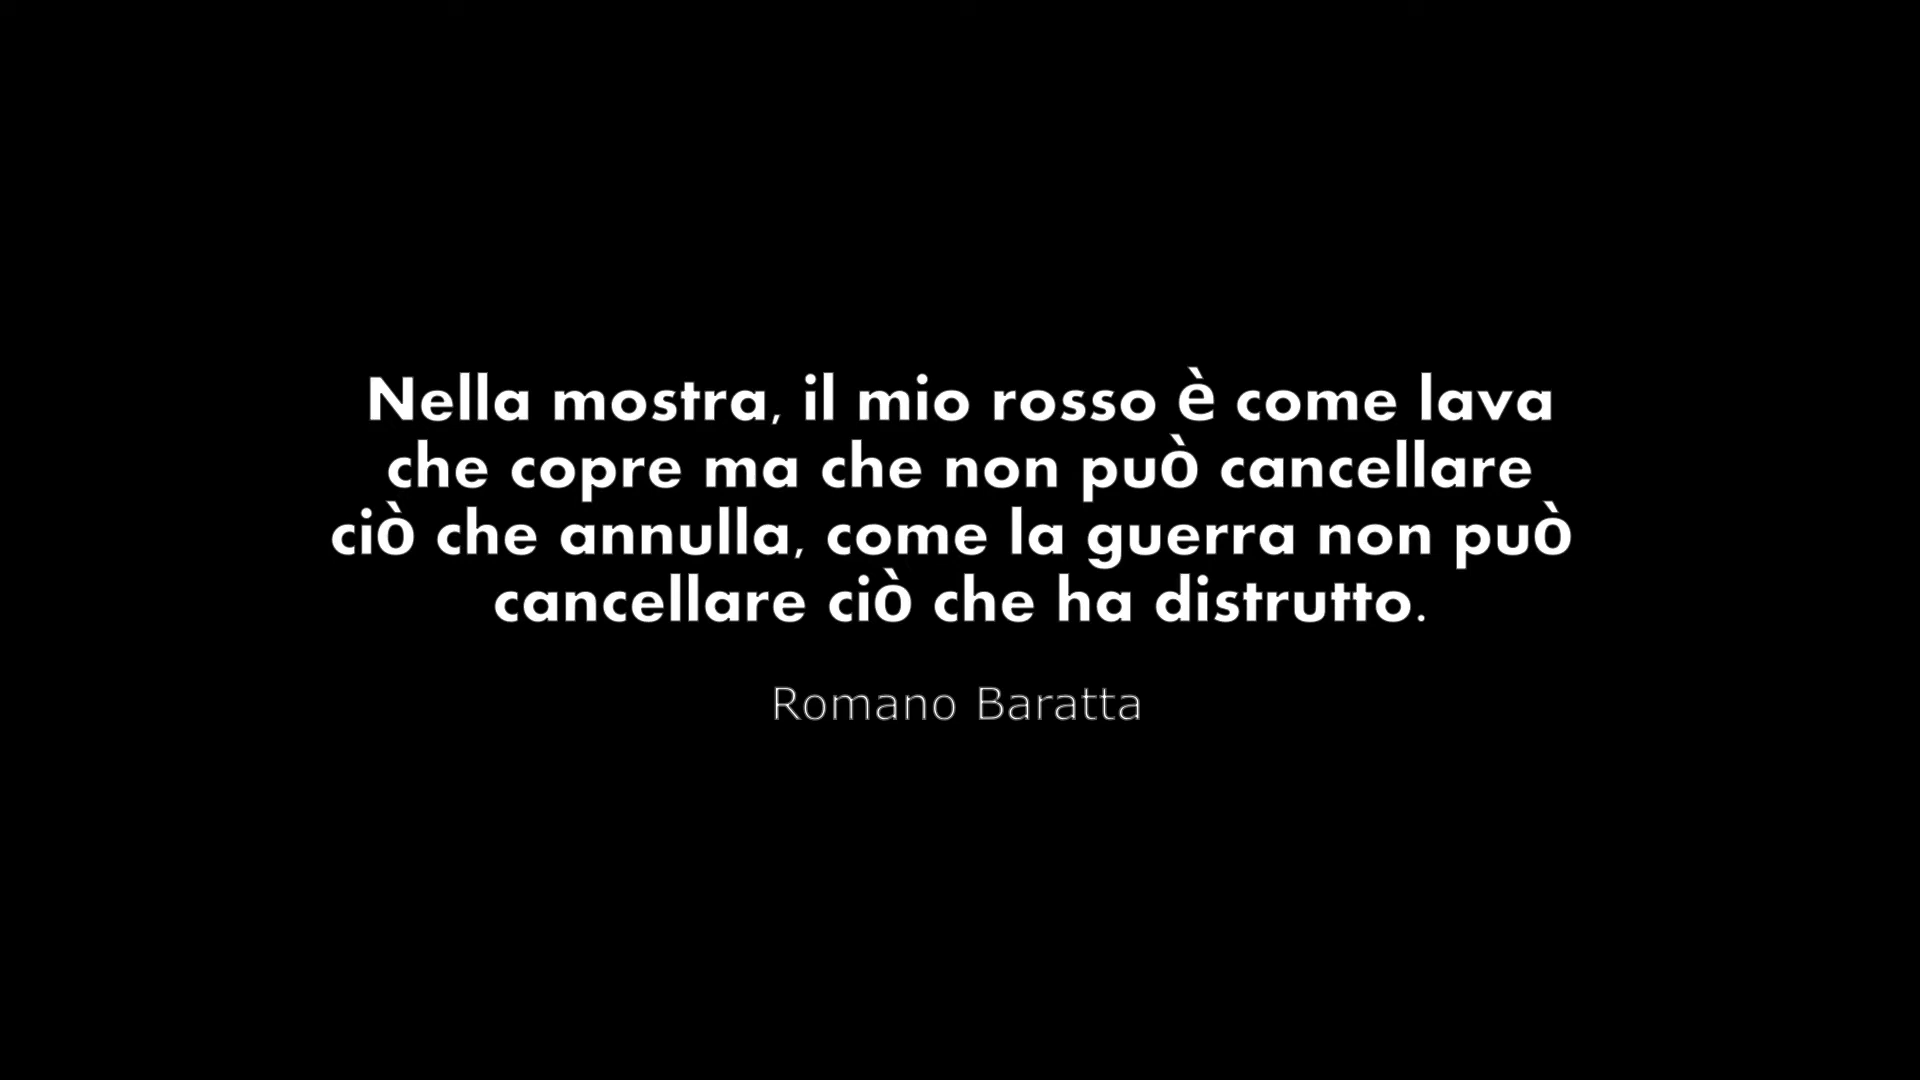 Nella mostra, il mio rosso è come lava
che copre ma che non può cancellare
ciò che annulla, come la guerra non può
cancellare ciò che ha distrutto.
Romano Baratta